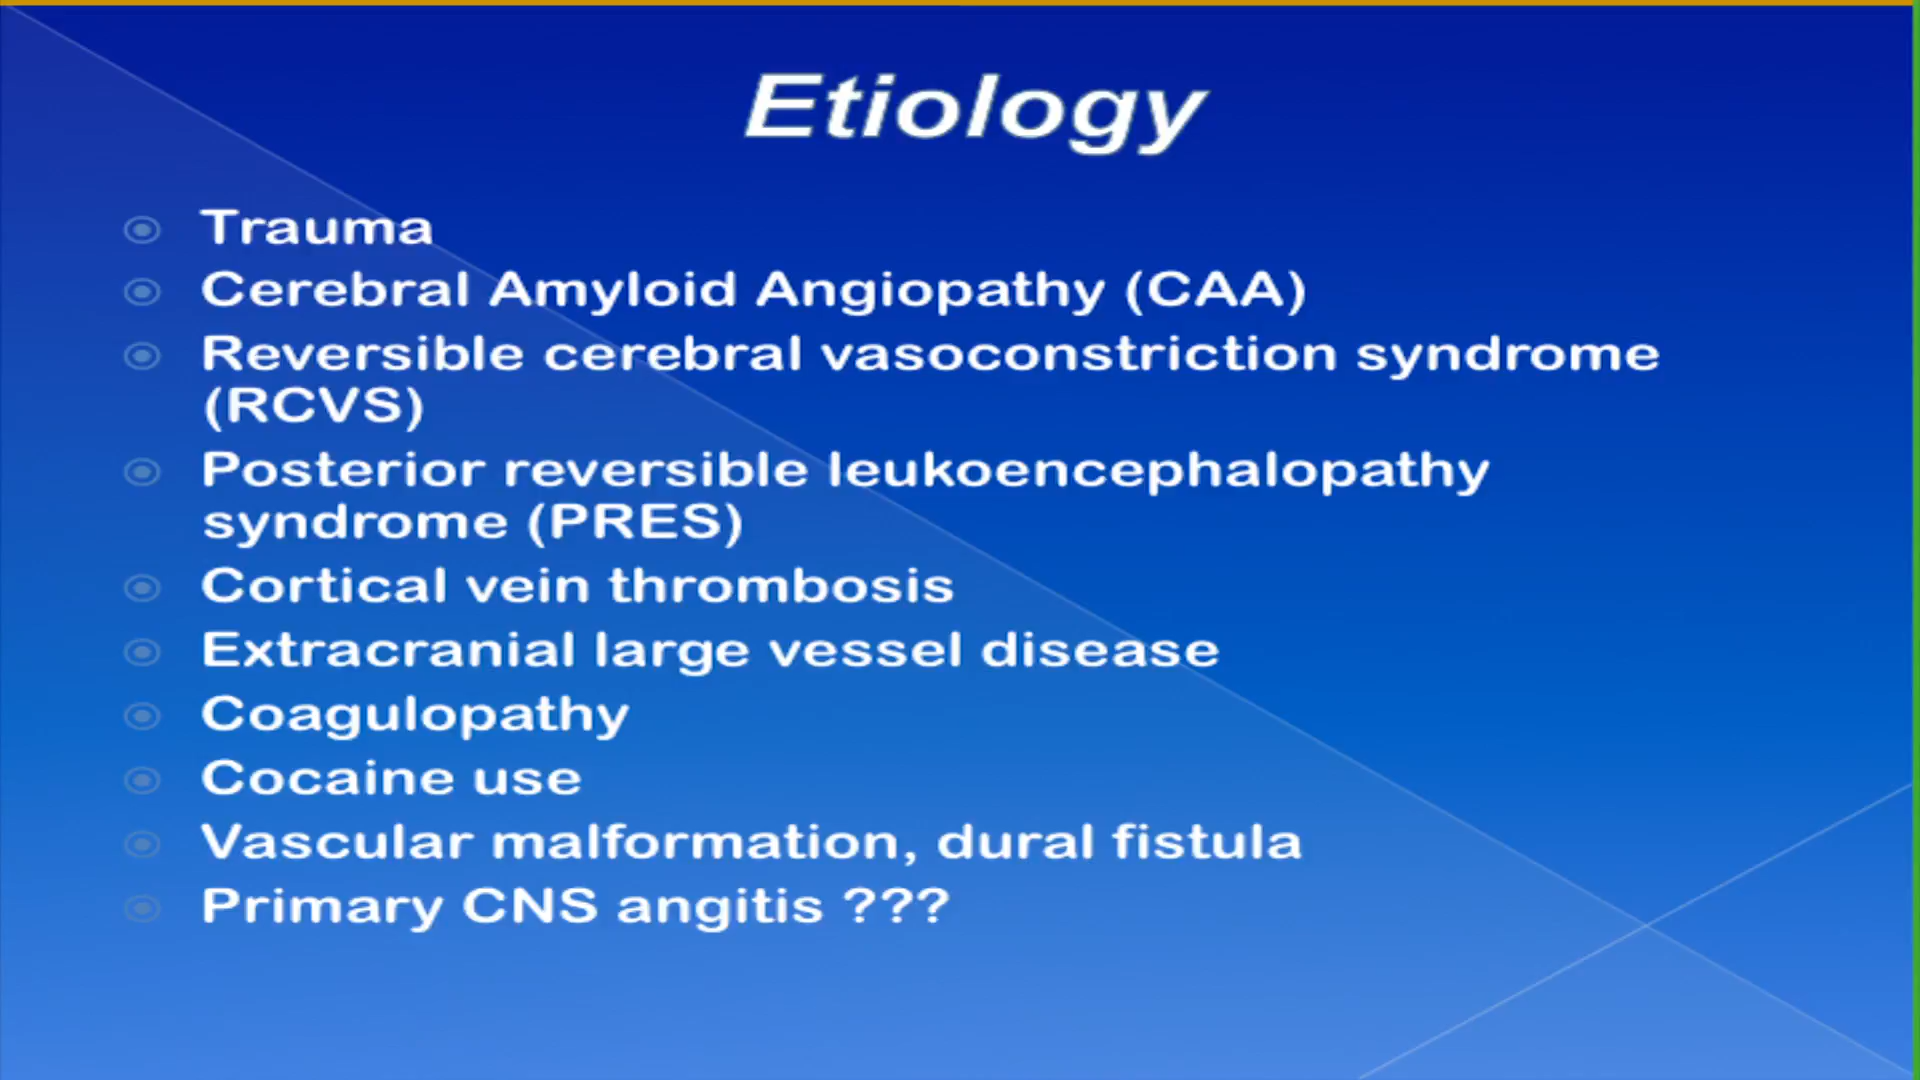 Etiology
Trauma
Cerebral Amyloid Angiopathy (CAA)
Reversible cerebral vasoconstriction syndrome
(RCVS)
Posterior reversible leukoencephalopathy
syndrome (PRES)
Cortical vein thrombosis
Extracranial large vessel disease
Coagulopathy
Cocaine use
Vascular malformation, dural fistula
Primary CNS angitis ???